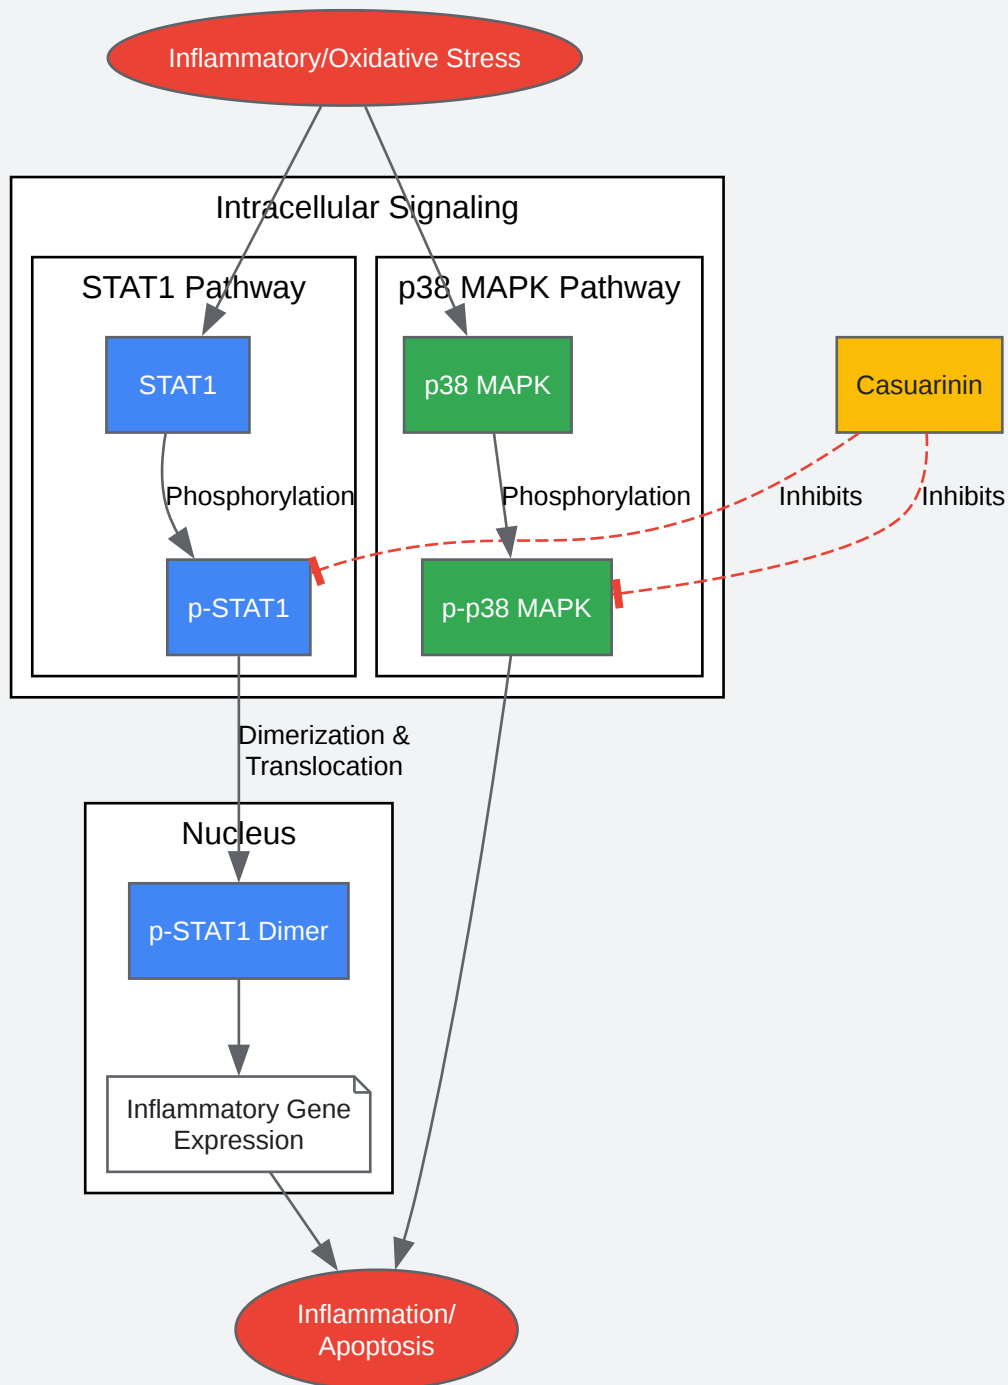 Inflammatory/Oxidative Stress
Intracellular Signaling
STAT1 Pathway
p38 MAPK Pathway
STAT1
p38 MAPK
Casuarinin
Phosphorylation
Phosphorylation
Inhibits
Inhibits
p-STAT1
p-p38 MAPK
Dimerization &
Translocation
Nucleus
p-STAT1 Dimer
Inflammatory Gene
Expression
Inflammation/
Apoptosis